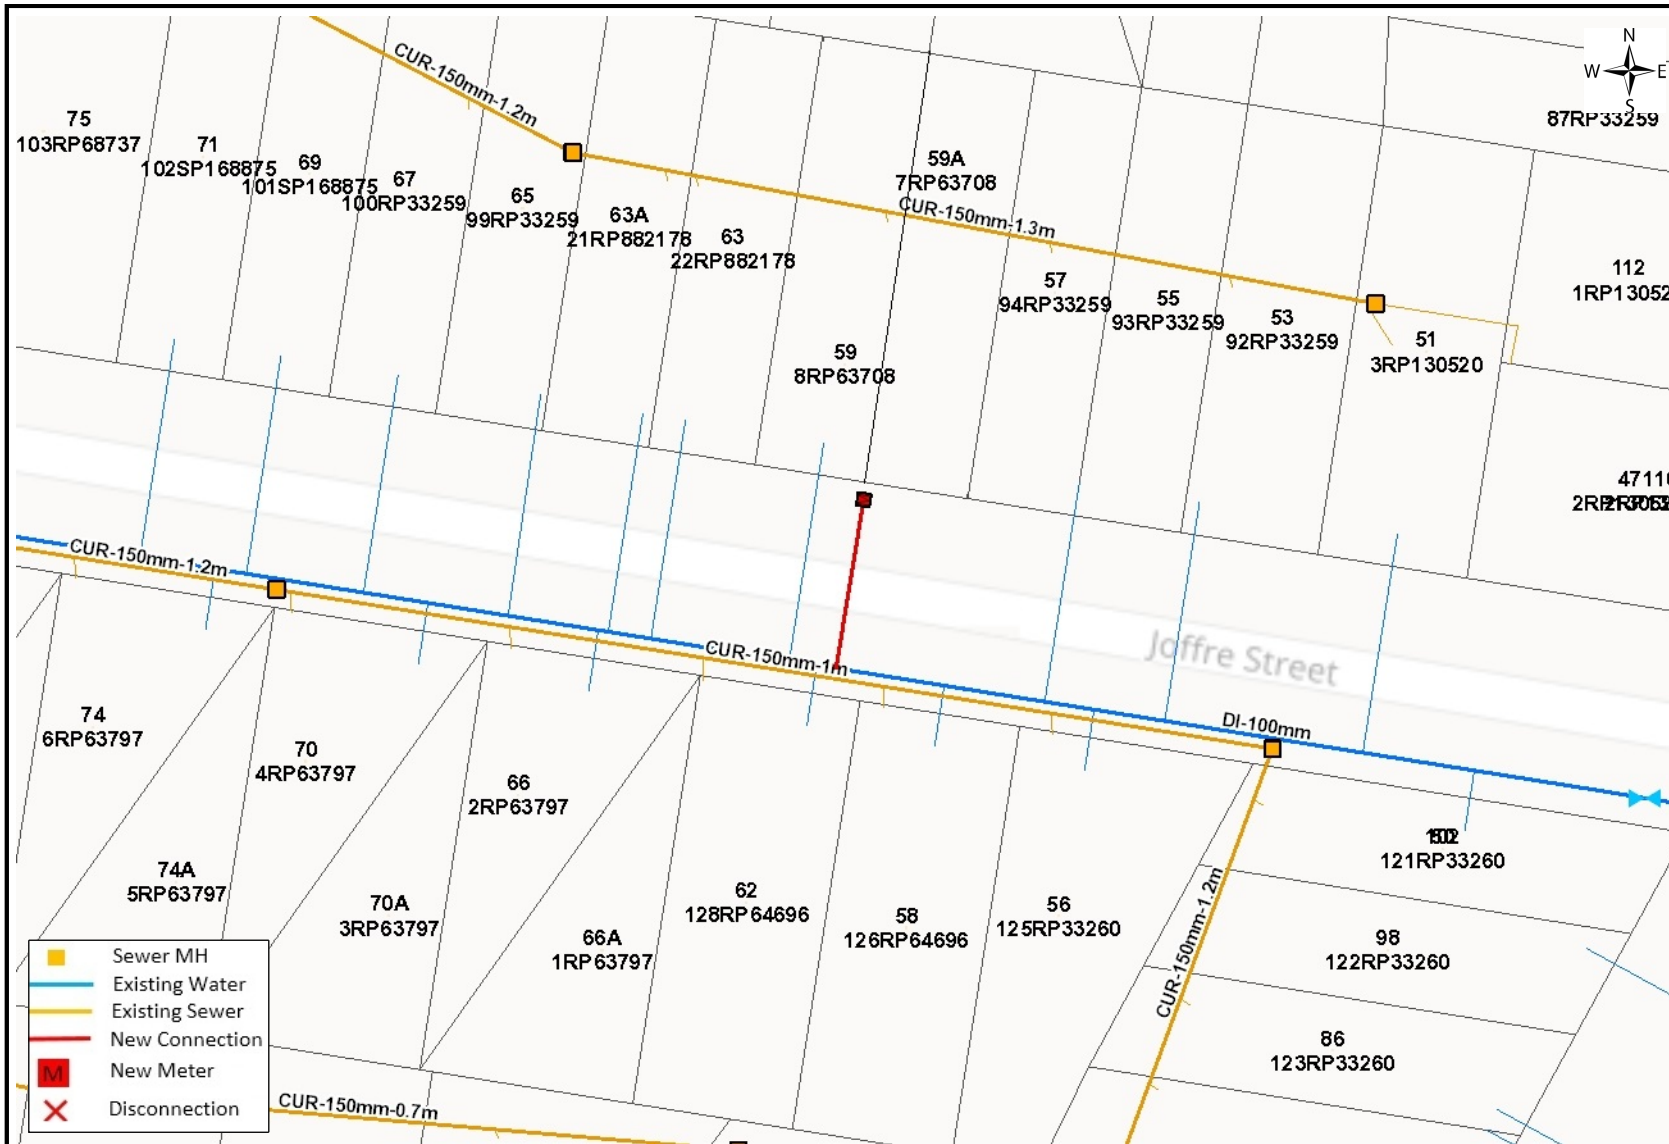 N
W E
S
CUR-150mm-1.2m
87RP33259
75
103RP68737
71
102SP168875
69
101SP168875
67
100RP33259
65
99RP33259
63A
21RP882178
63
22RP882178
59A
7RP63708
CUR-150mm-1.3m
57
94RP33259
55
93RP33259
53
92RP33259
51
3RP130520
112
1RP13052
59
8RP63708
CUR-150mm-1.2m
CUR-150mm-1m
Joffre Street
DI-100mm
74
6RP63797
70
4RP63797
66
2RP63797
74A
5RP63797
70A
3RP63797
66A
1RP63797
62
128RP64696
58
126RP64696
56
125RP33260
121RP33260
CUR-150mm-1.2m
98
122RP33260
86
123RP33260
Sewer MH
Existing Water
Existing Sewer
New Connection
M New Meter
Disconnection
CUR-150mm-0.7m